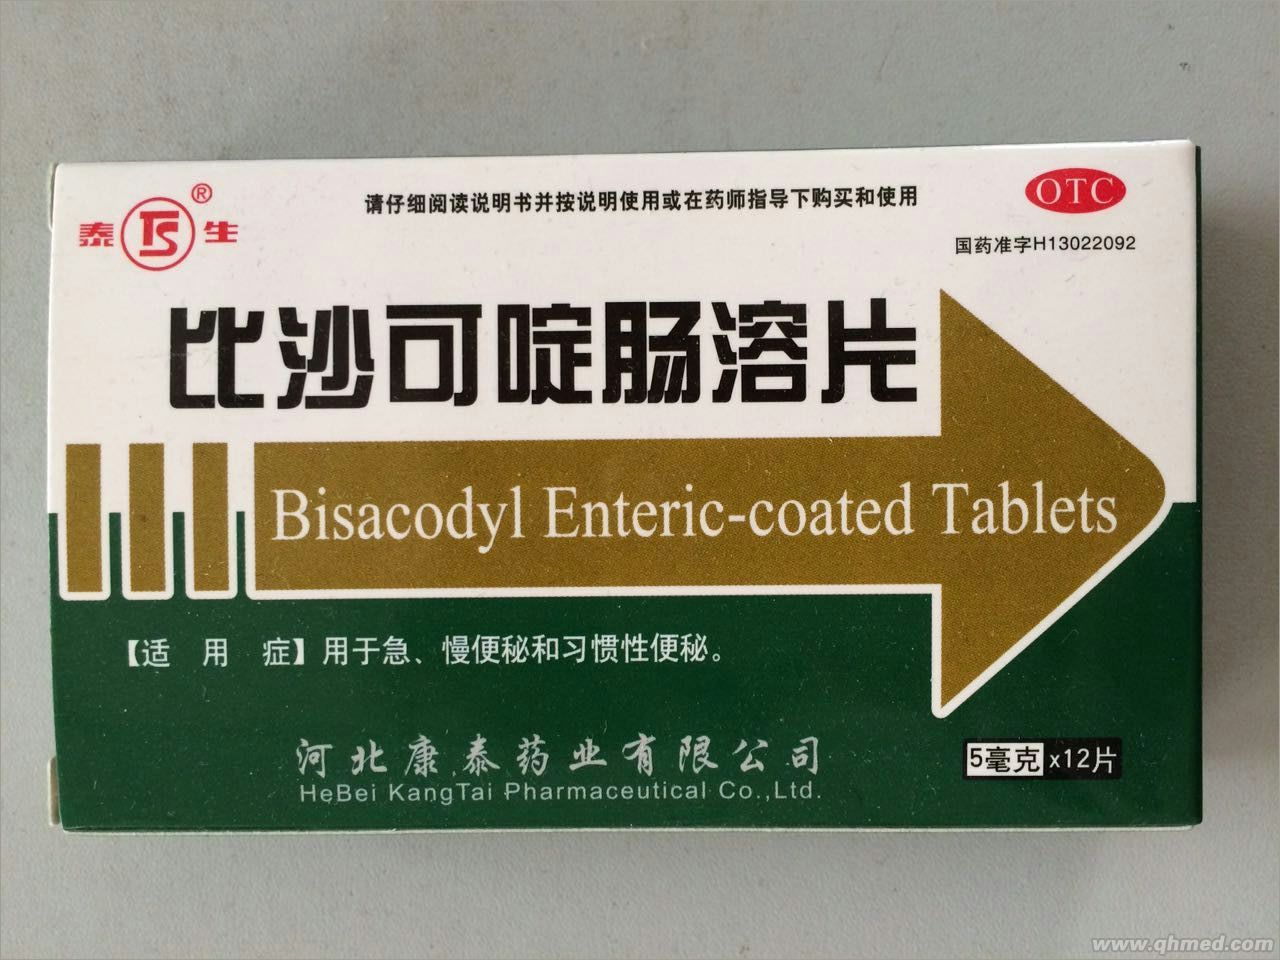 请仔细阅读说明书并按说明使用或在药师指导下购买和使用
OTC
泰 TS 生 ®
国药准字H13022092
比沙可啶肠溶片
Bisacodyl Enteric-coated Tablets
【适 用 症】用于急、慢便秘和习惯性便秘。
河北康泰药业有限公司
HeBei KangTai Pharmaceutical Co.,Ltd.
5毫克x12片
www.qhmed.com